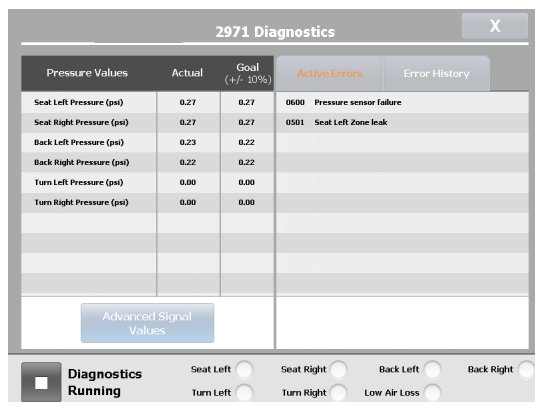 2971 Diagnostics
X
Pressure Values Actual Goal (+/- 10%)
Seat Left Pressure (psi) 0.27 0.27
Seat Right Pressure (psi) 0.27 0.27
Back Left Pressure (psi) 0.23 0.22
Back Right Pressure (psi) 0.22 0.22
Turn Left Pressure (psi) 0.00 0.00
Turn Right Pressure (psi) 0.00 0.00
Active Errors Error History
0600 Pressure sensor failure
0501 Seat Left Zone leak
Advanced Signal
Values
Diagnostics
Running
Seat Left Seat Right Back Left Back Right
Turn Left Turn Right Low Air Loss